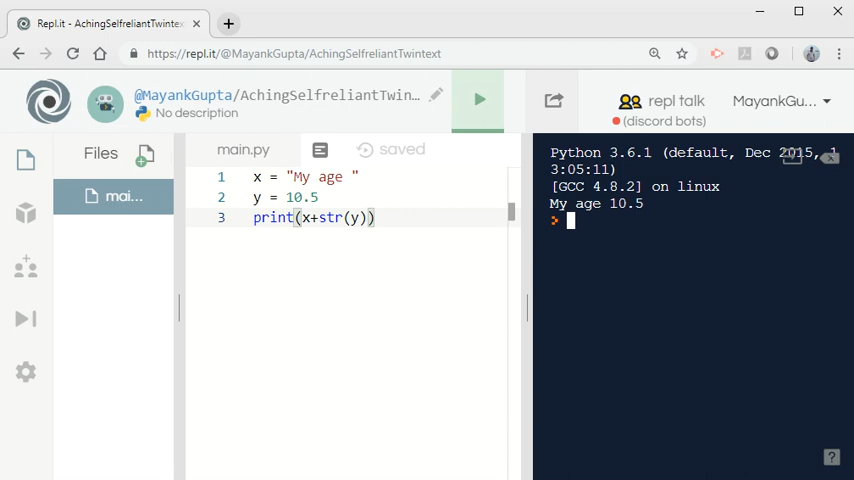 Repl.it - AchingSelfreliantTwintex
https://repl.it/@MayankGupta/AchingSelfreliantTwintext
@MayankGupta/AchingSelfreliantTwin...
No description
repl talk
(discord bots)
MayankGu...
Files
mai...
main.py
saved
1 x = "My age "
2 y = 10.5
3 print(x+str(y))
Python 3.6.1 (default, Dec 2015, 1
3:05:11)
[GCC 4.8.2] on linux
My age 10.5
>
?